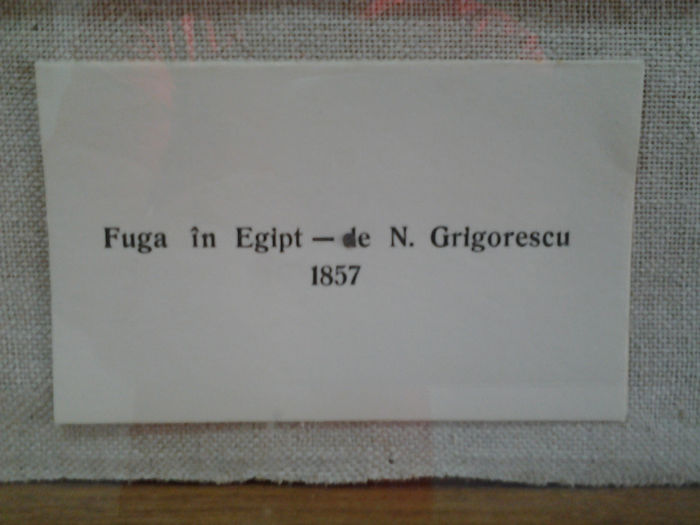 Fuga în Egipt — de N. Grigorescu
1857